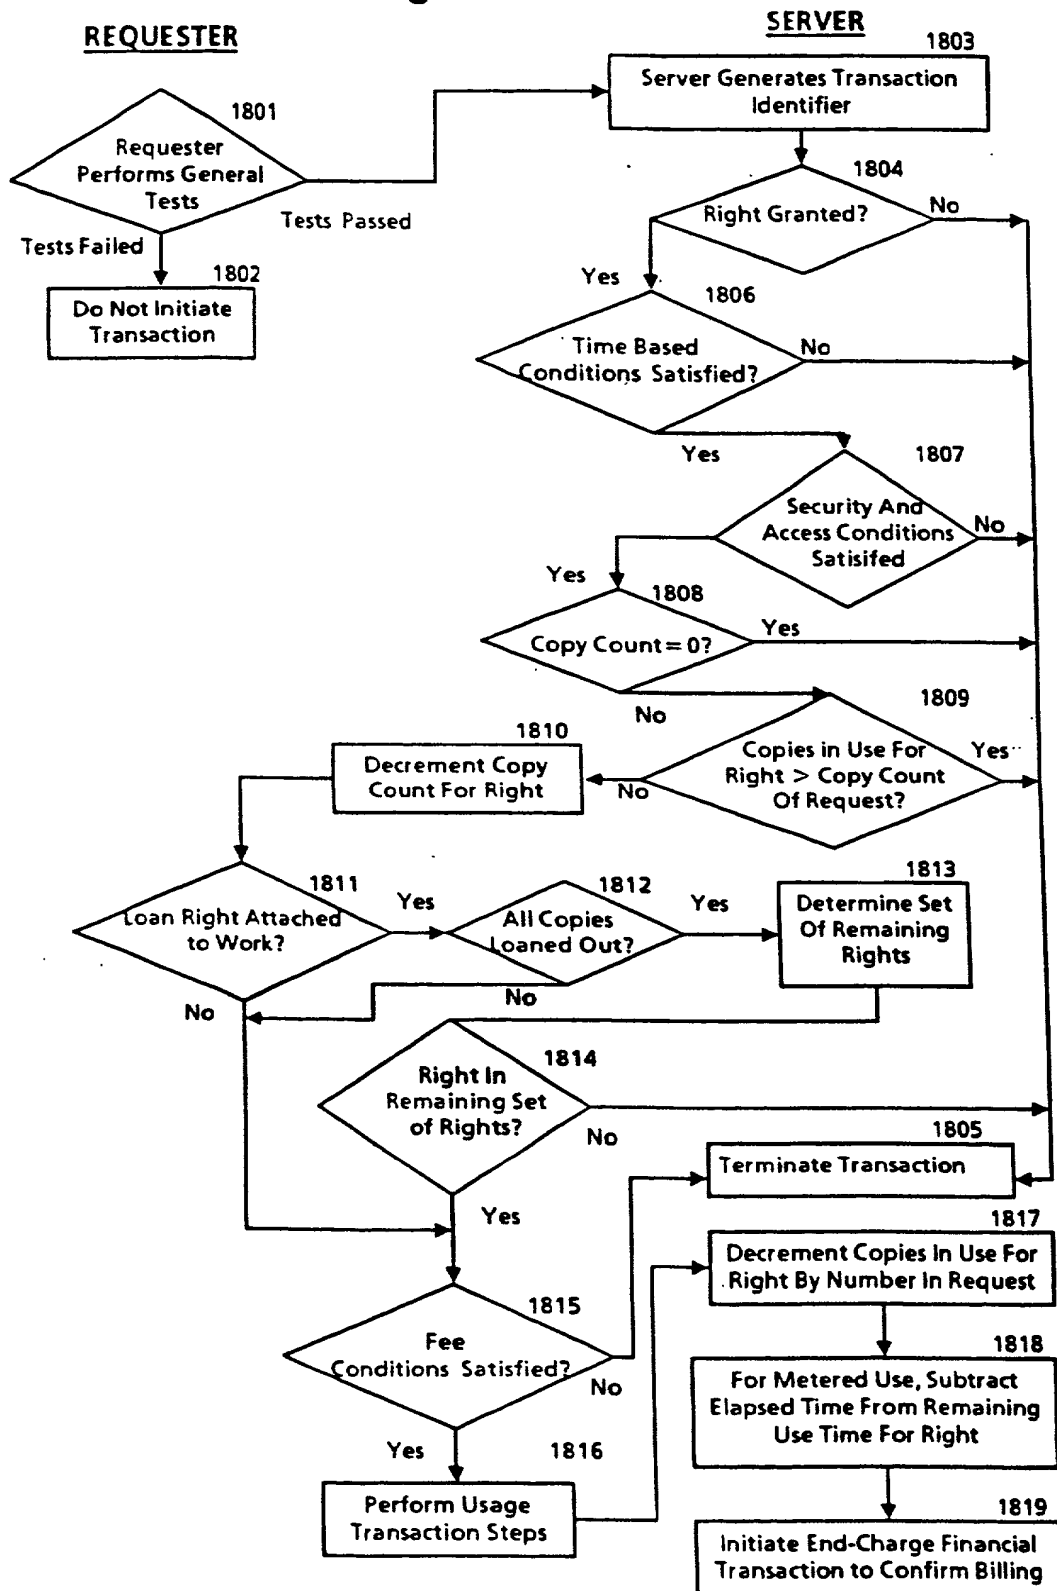 REQUESTER
SERVER
1803
Server Generates Transaction
Identifier
1801
Requester
Performs General
Tests
Tests Passed
Tests Failed
1802
Do Not Initiate
Transaction
1804
Right Granted?
No
Yes
1806
Time Based
Conditions Satisfied?
No
Yes
1807
Security And
Access Conditions
Satisifed
No
Yes
1808
Copy Count = 0?
Yes
No
1809
Copies in Use For
Right > Copy Count
Of Request?
Yes
No
1810
Decrement Copy
Count For Right
1811
Loan Right Attached
to Work?
Yes
No
1812
All Copies
Loaned Out?
Yes
No
1813
Determine Set
Of Remaining
Rights
1814
Right In
Remaining Set
of Rights?
No
Yes
1805
Terminate Transaction
1815
Fee
Conditions Satisfied?
No
Yes
1816
Perform Usage
Transaction Steps
1817
Decrement Copies In Use For
Right By Number In Request
1818
For Metered Use, Subtract
Elapsed Time From Remaining
Use Time For Right
1819
Initiate End-Charge Financial
Transaction to Confirm Billing